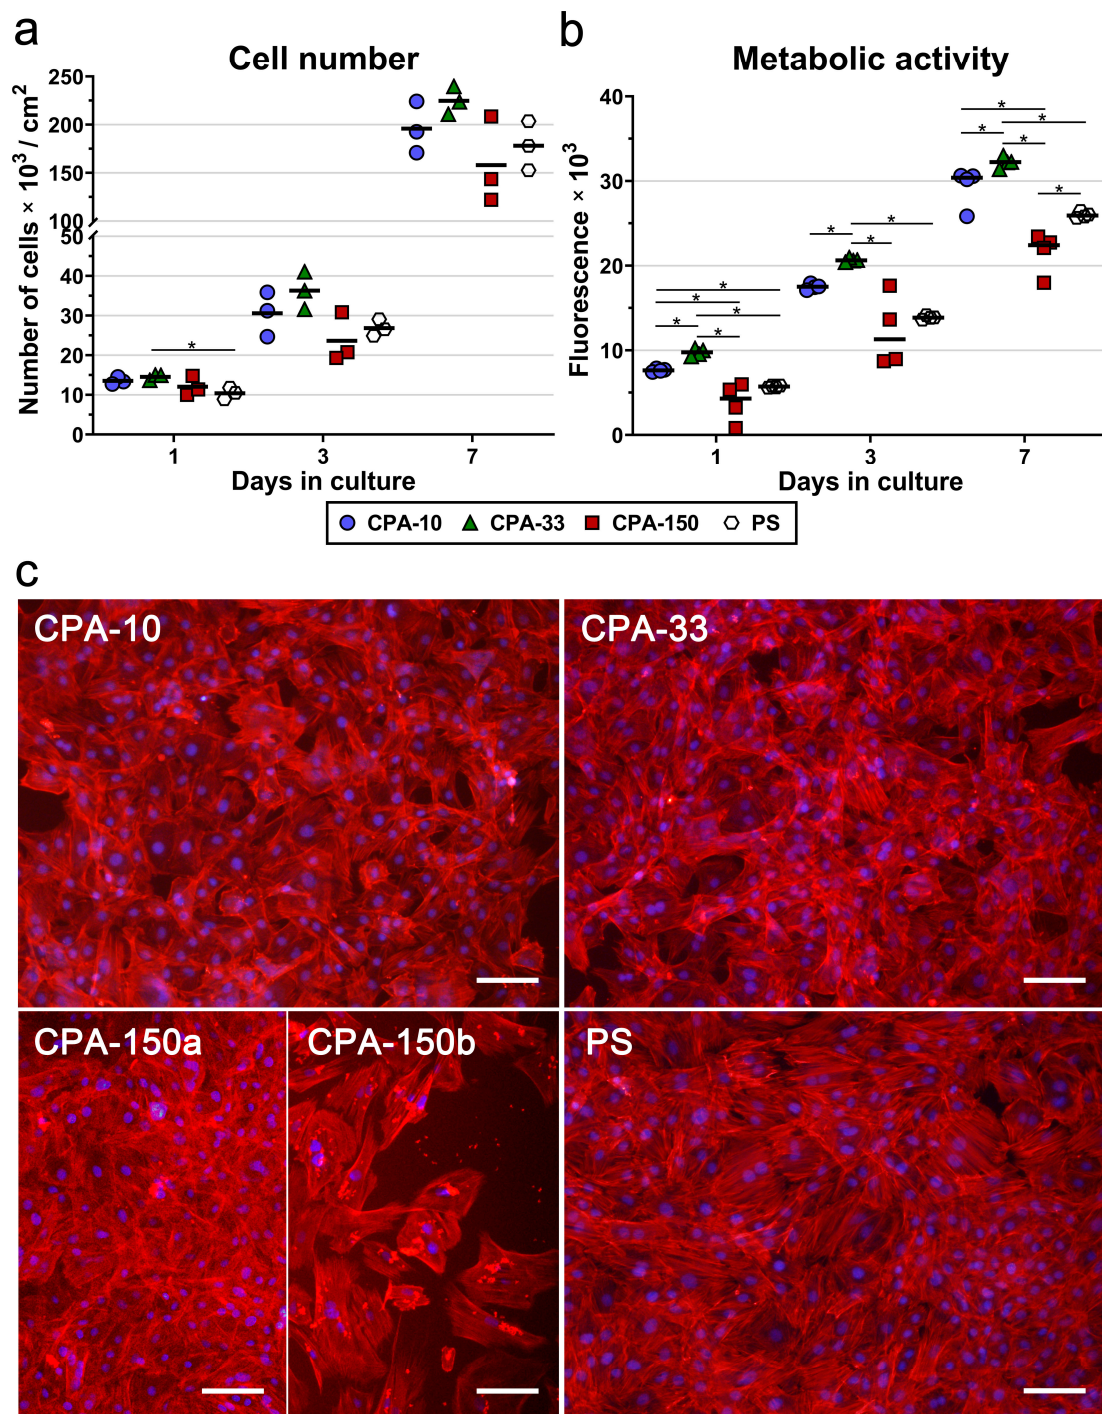 a
Cell number
Number of cells × 10³ / cm²
250
200
150
100
50
40
30
20
10
0
*
1
3
7
Days in culture
b
Metabolic activity
Fluorescence × 10³
40
30
20
10
0
*
*
*
*
*
*
*
*
*
*
*
*
*
1
3
7
Days in culture
CPA-10 CPA-33 CPA-150 PS
c
CPA-10
CPA-33
CPA-150a
CPA-150b
PS